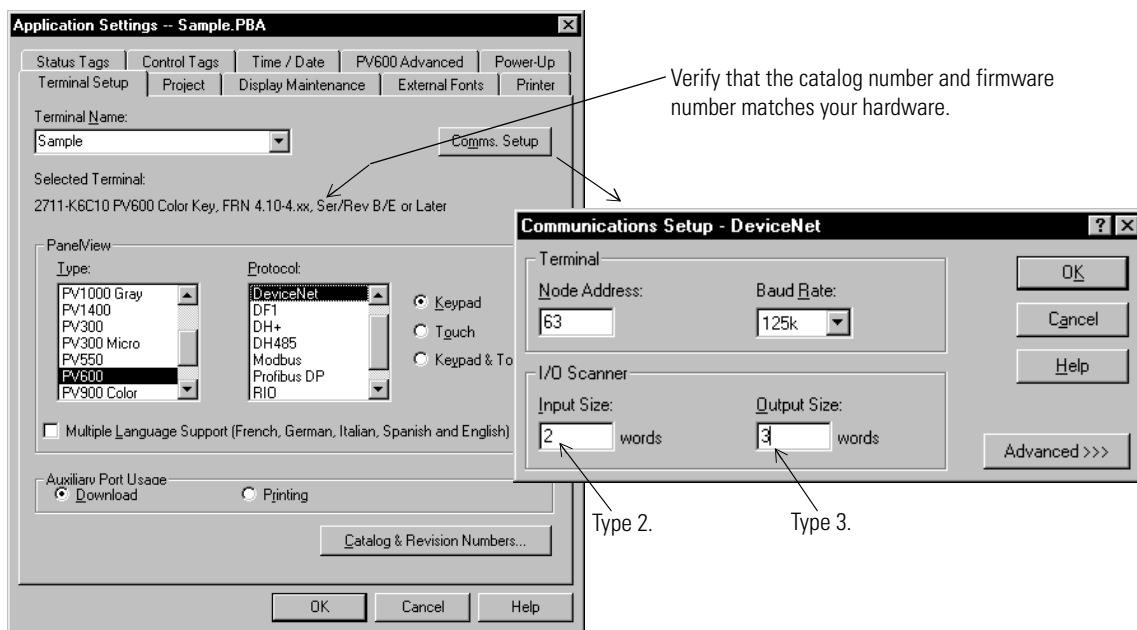 Application Settings -- Sample.PBA
Status Tags Control Tags Time / Date PV600 Advanced Power-Up
Terminal Setup Project Display Maintenance External Fonts Printer
Terminal Name:
Sample
Comms. Setup
Selected Terminal:
2711-K6C10 PV600 Color Key, FRN 4.10-4.xx, Ser/Rev B/E or Later
PanelView
Type:
PV1000 Gray
PV1400
PV300
PV300 Micro
PV550
PV600
PV900 Color
Protocol:
DeviceNet
DF1
DH+
DH485
Modbus
Profibus DP
RIO
Keypad
Touch
Keypad & To
Multiple Language Support (French, German, Italian, Spanish and English)
Auxiliary Port Usage
Download Printing
Catalog & Revision Numbers...
OK Cancel Help
Verify that the catalog number and firmware
number matches your hardware.
Communications Setup - DeviceNet
Terminal
Node Address: Baud Rate:
63 125k
I/O Scanner
Input Size: Output Size:
2 words 3 words
OK
Cancel
Help
Advanced >>>
Type 2. Type 3.